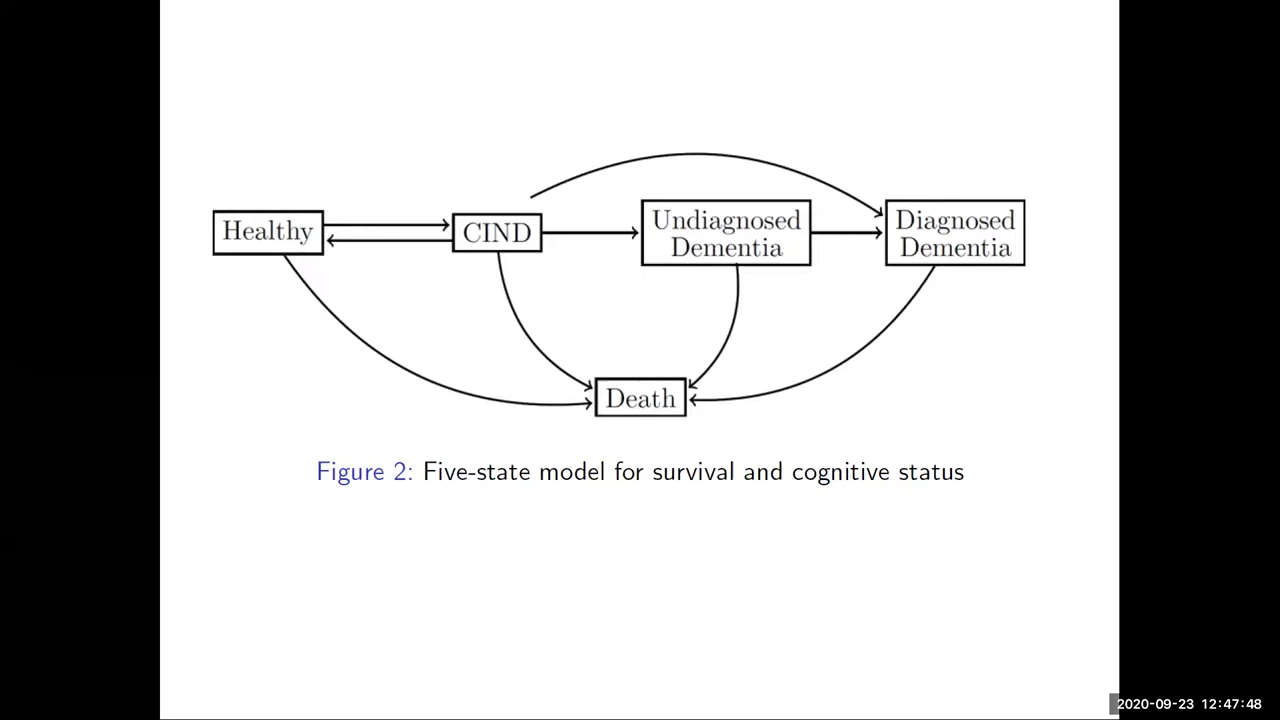 Healthy
CIND
Undiagnosed
Dementia
Diagnosed
Dementia
Death
Figure 2: Five-state model for survival and cognitive status
2020-09-23 12:47:48